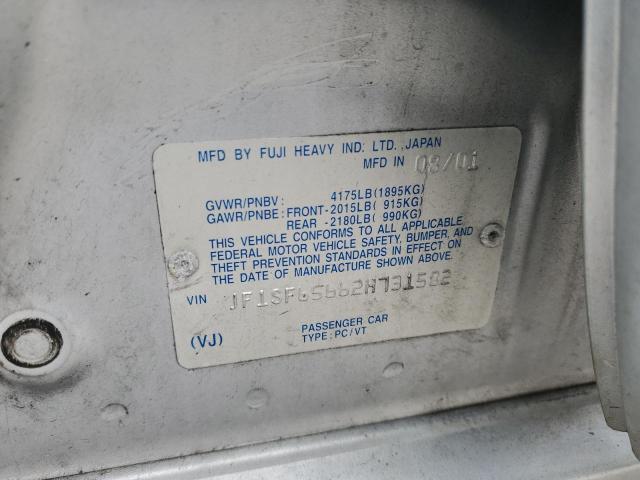 MFD BY FUJI HEAVY IND. LTD. ,JAPAN
MFD IN 08/01
GVWR/PNBV: 4175LB(1895KG)
GAWR/PNBE: FRONT-2015LB( 915KG)
REAR -2180LB( 990KG)
THIS VEHICLE CONFORMS TO ALL APPLICABLE
FEDERAL MOTOR VEHICLE SAFETY, BUMPER, AND
THEFT PREVENTION STANDARDS IN EFFECT ON
THE DATE OF MANUFACTURE SHOWN ABOVE.
VIN JF1SF65662H731582
PASSENGER CAR
(VJ) TYPE: PC/VT